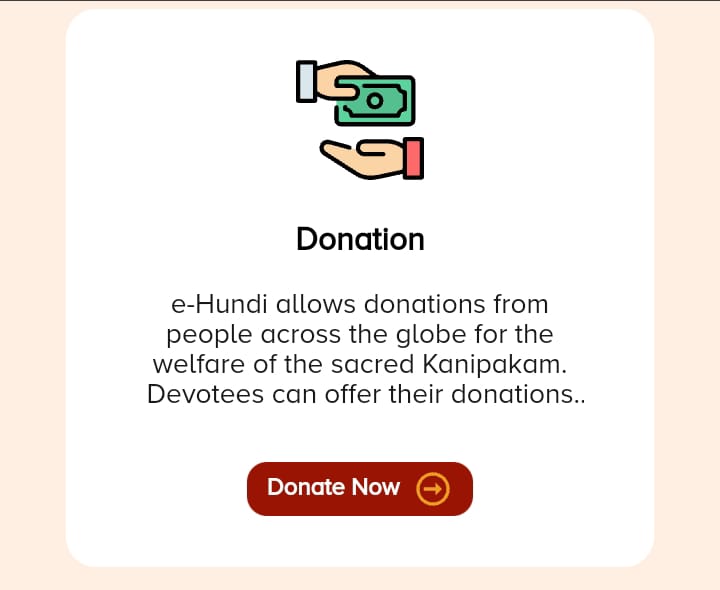 Donation
e-Hundi allows donations from
people across the globe for the
welfare of the sacred Kanipakam.
Devotees can offer their donations..
Donate Now